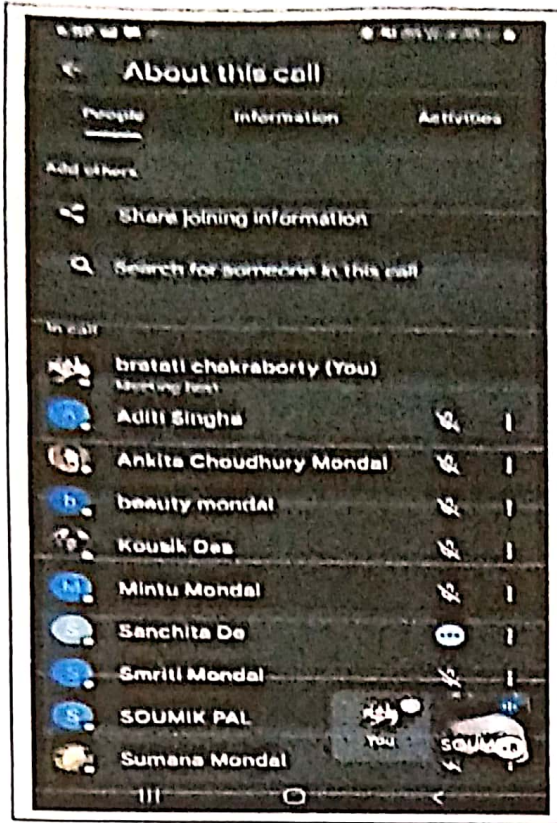 About this call
People Information Activities
Add others
Share joining information
Search for someone in this call
In call
bratati chakraborty (You)
Meeting host
Aditi Singha
Ankita Choudhury Mondal
beauty mondal
Kousik Das
Mintu Mondal
Sanchita De
Smriti Mondal
SOUMIK PAL
You
Sumana Mondal